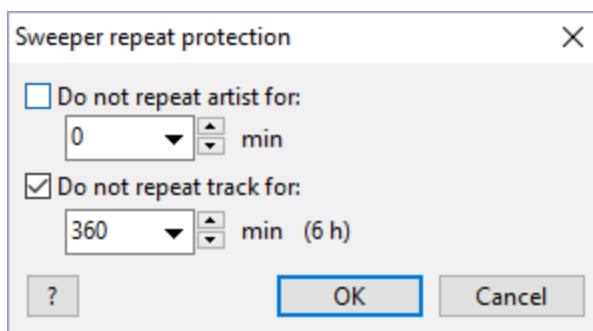 Sweeper repeat protection
Do not repeat artist for:
0 min
Do not repeat track for:
360 min (6 h)
? OK Cancel